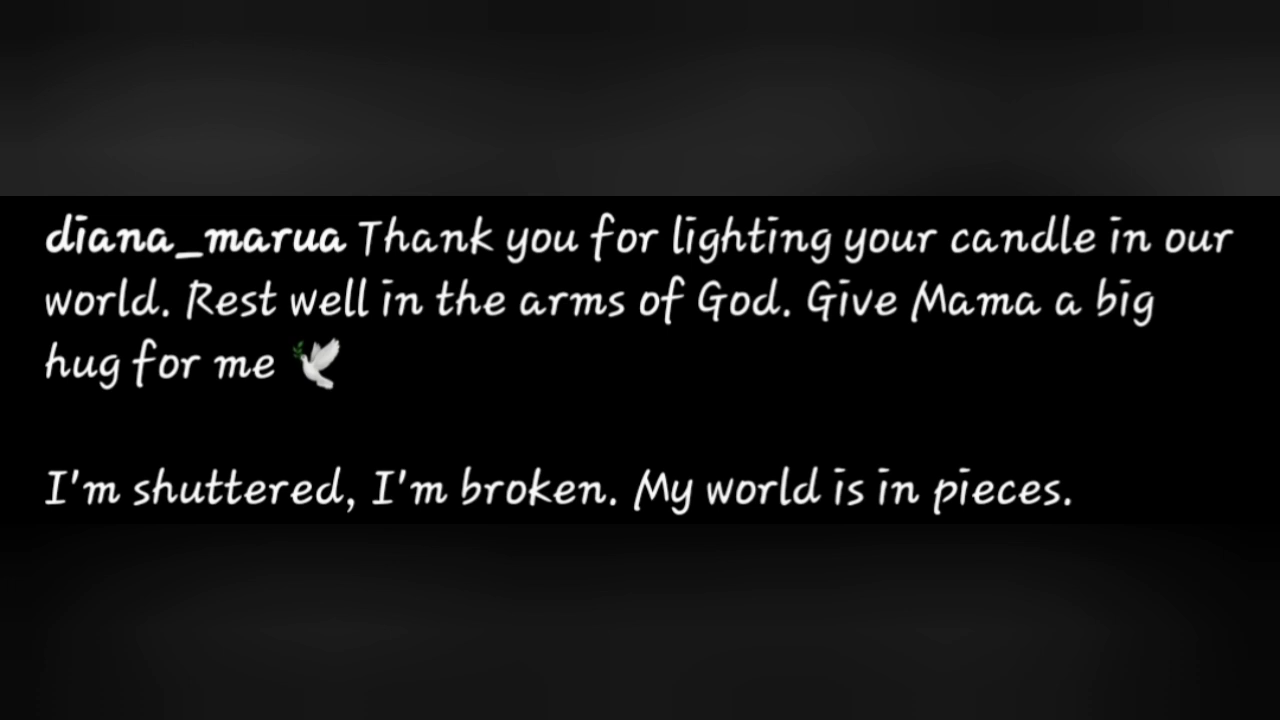 diana_marua Thank you for lighting your candle in our
world. Rest well in the arms of God. Give Mama a big
hug for me 🕊️
I'm shuttered, I'm broken. My world is in pieces.